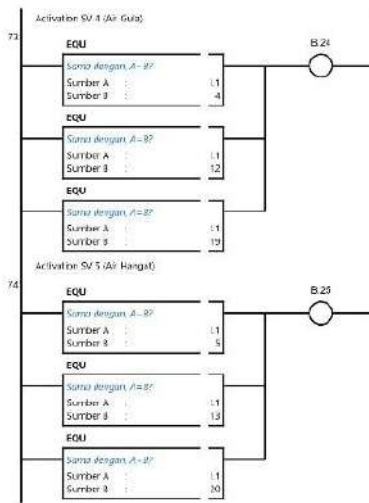 Activation SV 4 (Air Gula)
73
EQU
B:24
Sama dengan, A=B?
Sumber A : L1
Sumber B : 4
EQU
Sama dengan, A=B?
Sumber A : L1
Sumber B : 12
EQU
Sama dengan, A=B?
Sumber A : L1
Sumber B : 19
Activation SV 5 (Air Hangat)
74
EQU
B:25
Sama dengan, A=B?
Sumber A : L1
Sumber B : 5
EQU
Sama dengan, A=B?
Sumber A : L1
Sumber B : 13
EQU
Sama dengan, A=B?
Sumber A : L1
Sumber B : 20